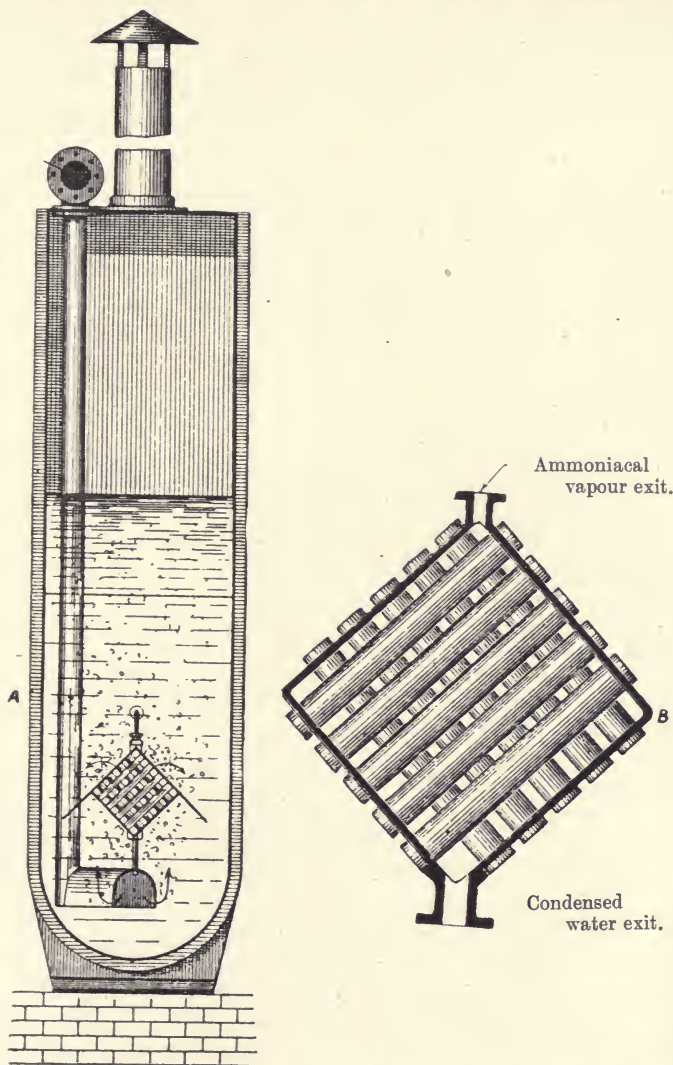 A
Ammoniacal
vapour exit.
B
Condensed
water exit.